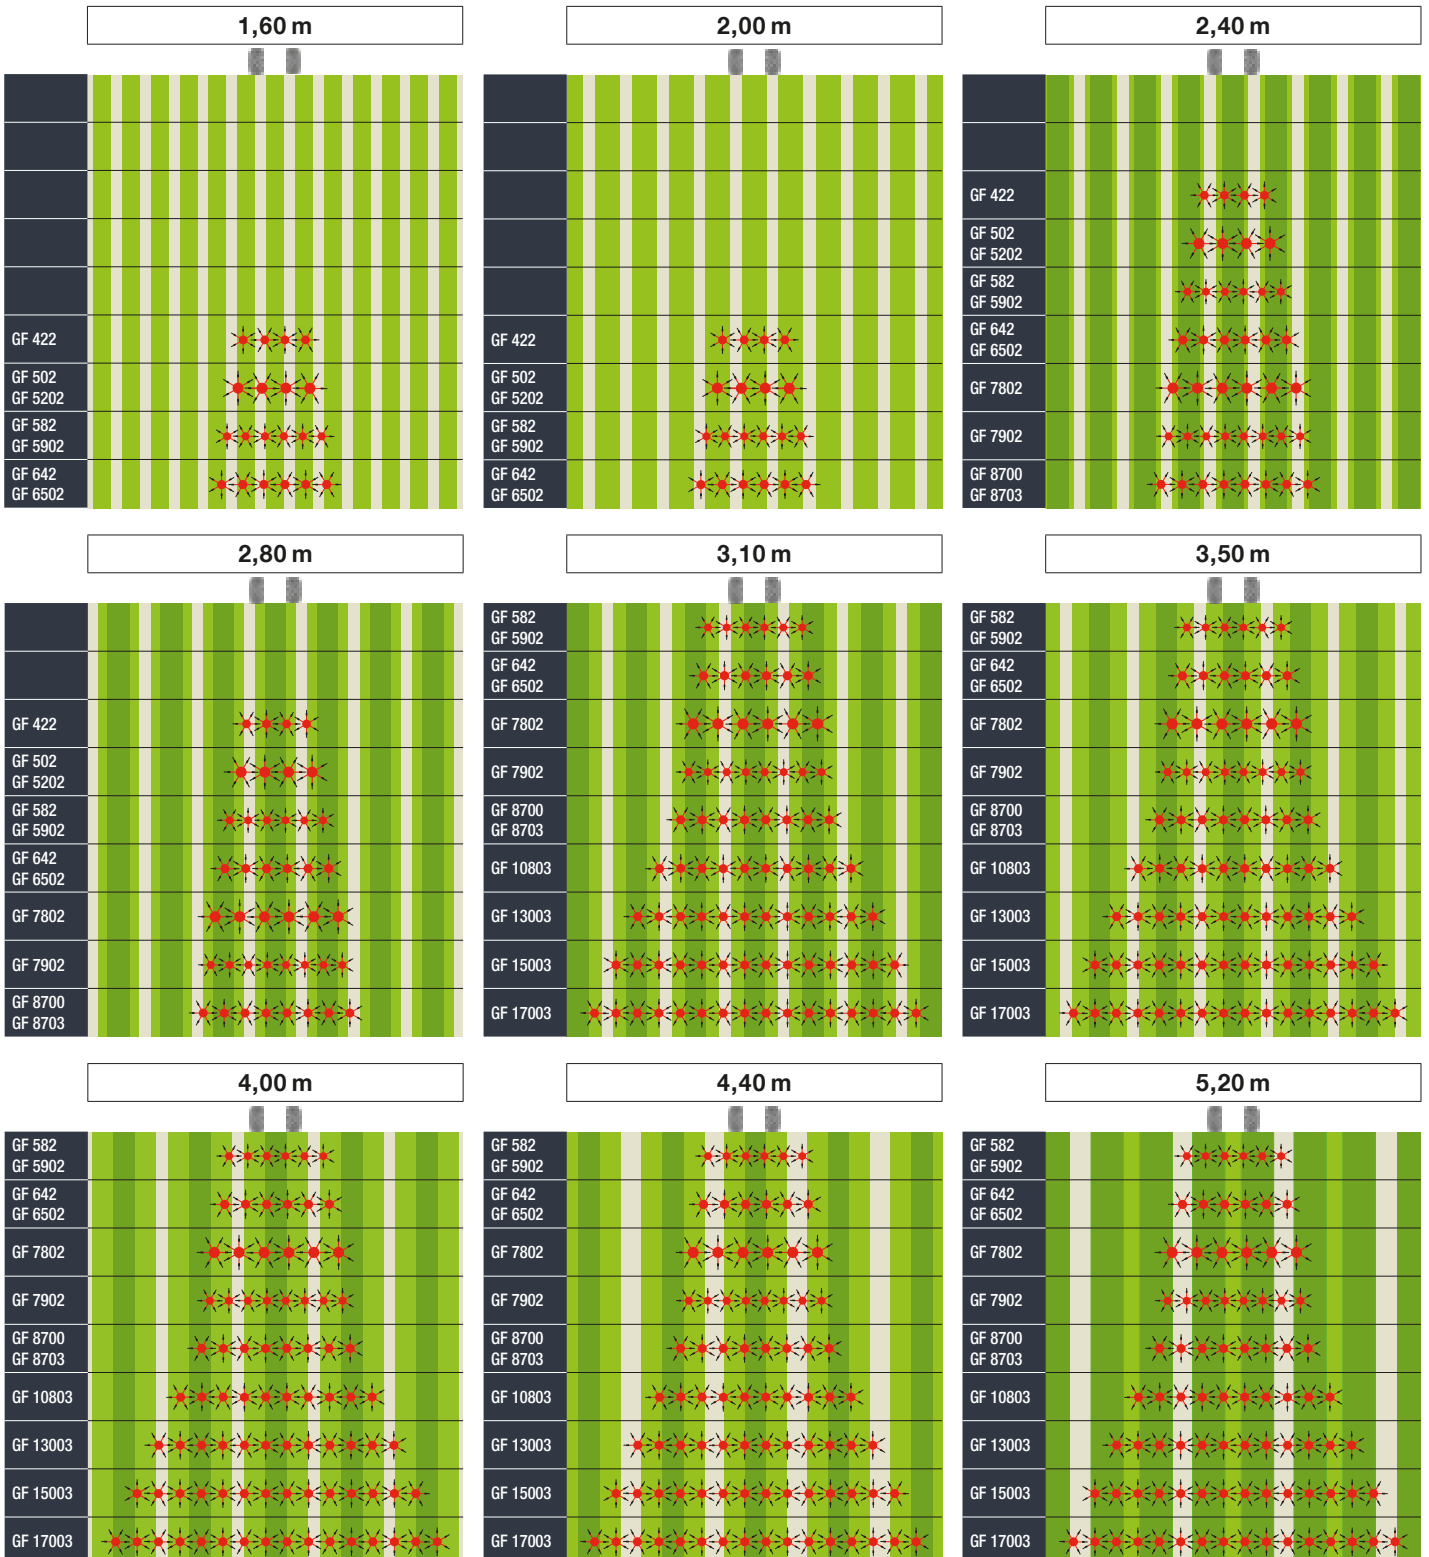 1,60 m
GF 422
GF 502
GF 5202
GF 582
GF 5902
GF 642
GF 6502
2,00 m
GF 422
GF 502
GF 5202
GF 582
GF 5902
GF 642
GF 6502
2,40 m
GF 422
GF 502
GF 5202
GF 582
GF 5902
GF 642
GF 6502
GF 7802
GF 7902
GF 8700
GF 8703
2,80 m
GF 422
GF 502
GF 5202
GF 582
GF 5902
GF 642
GF 6502
GF 7802
GF 7902
GF 8700
GF 8703
3,10 m
GF 582
GF 5902
GF 642
GF 6502
GF 7802
GF 7902
GF 8700
GF 8703
GF 10803
GF 13003
GF 15003
GF 17003
3,50 m
GF 582
GF 5902
GF 642
GF 6502
GF 7802
GF 7902
GF 8700
GF 8703
GF 10803
GF 13003
GF 15003
GF 17003
4,00 m
GF 582
GF 5902
GF 642
GF 6502
GF 7802
GF 7902
GF 8700
GF 8703
GF 10803
GF 13003
GF 15003
GF 17003
4,40 m
GF 582
GF 5902
GF 642
GF 6502
GF 7802
GF 7902
GF 8700
GF 8703
GF 10803
GF 13003
GF 15003
GF 17003
5,20 m
GF 582
GF 5902
GF 642
GF 6502
GF 7802
GF 7902
GF 8700
GF 8703
GF 10803
GF 13003
GF 15003
GF 17003